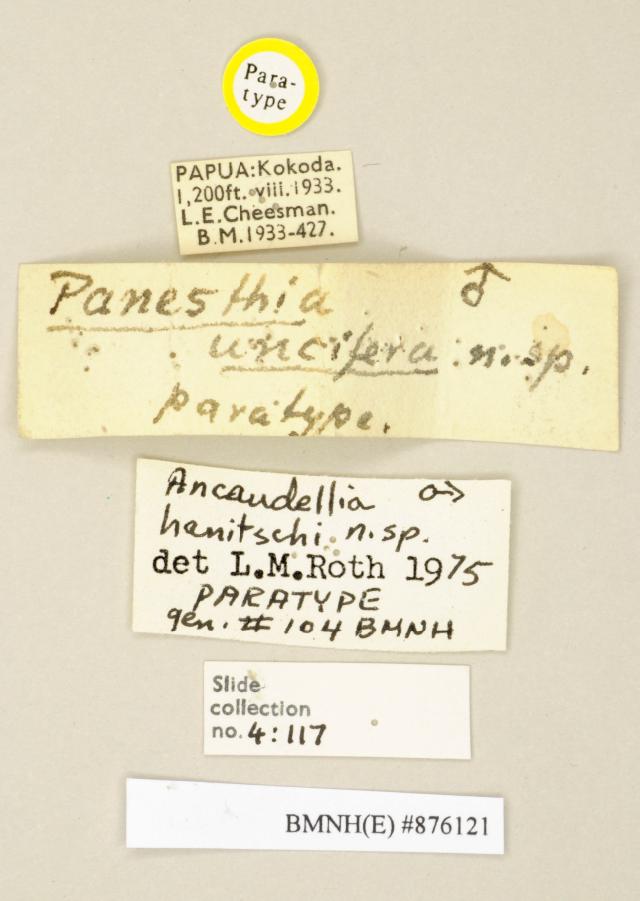 Para-
type
PAPUA:Kokoda.
1,200ft. viii.1933.
L.E.Cheesman.
B.M.1933-427.
Panesthia ♂
uncifera n.sp.
paratype.
Ancaudellia ♂
hanitschi n.sp.
det L.M.Roth 1975
PARATYPE
gen. # 104 BMNH
Slide
collection
no. 4:117
BMNH(E) #876121